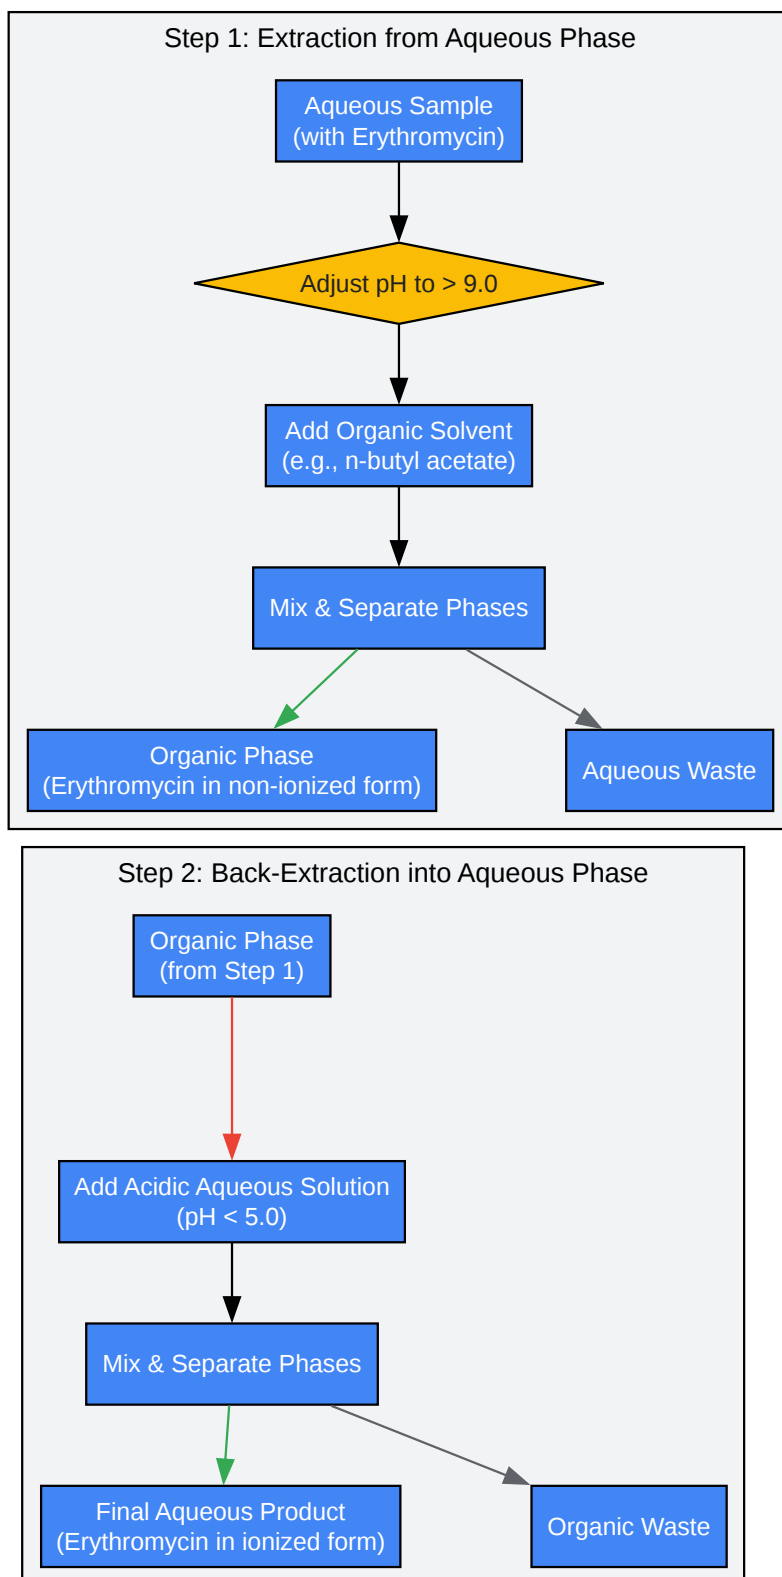 Step 1: Extraction from Aqueous Phase
Aqueous Sample
(with Erythromycin)
Adjust pH to > 9.0
Add Organic Solvent
(e.g., n-butyl acetate)
Mix & Separate Phases
Organic Phase
(Erythromycin in non-ionized form)
Aqueous Waste
Step 2: Back-Extraction into Aqueous Phase
Organic Phase
(from Step 1)
Add Acidic Aqueous Solution
(pH < 5.0)
Mix & Separate Phases
Final Aqueous Product
(Erythromycin in ionized form)
Organic Waste